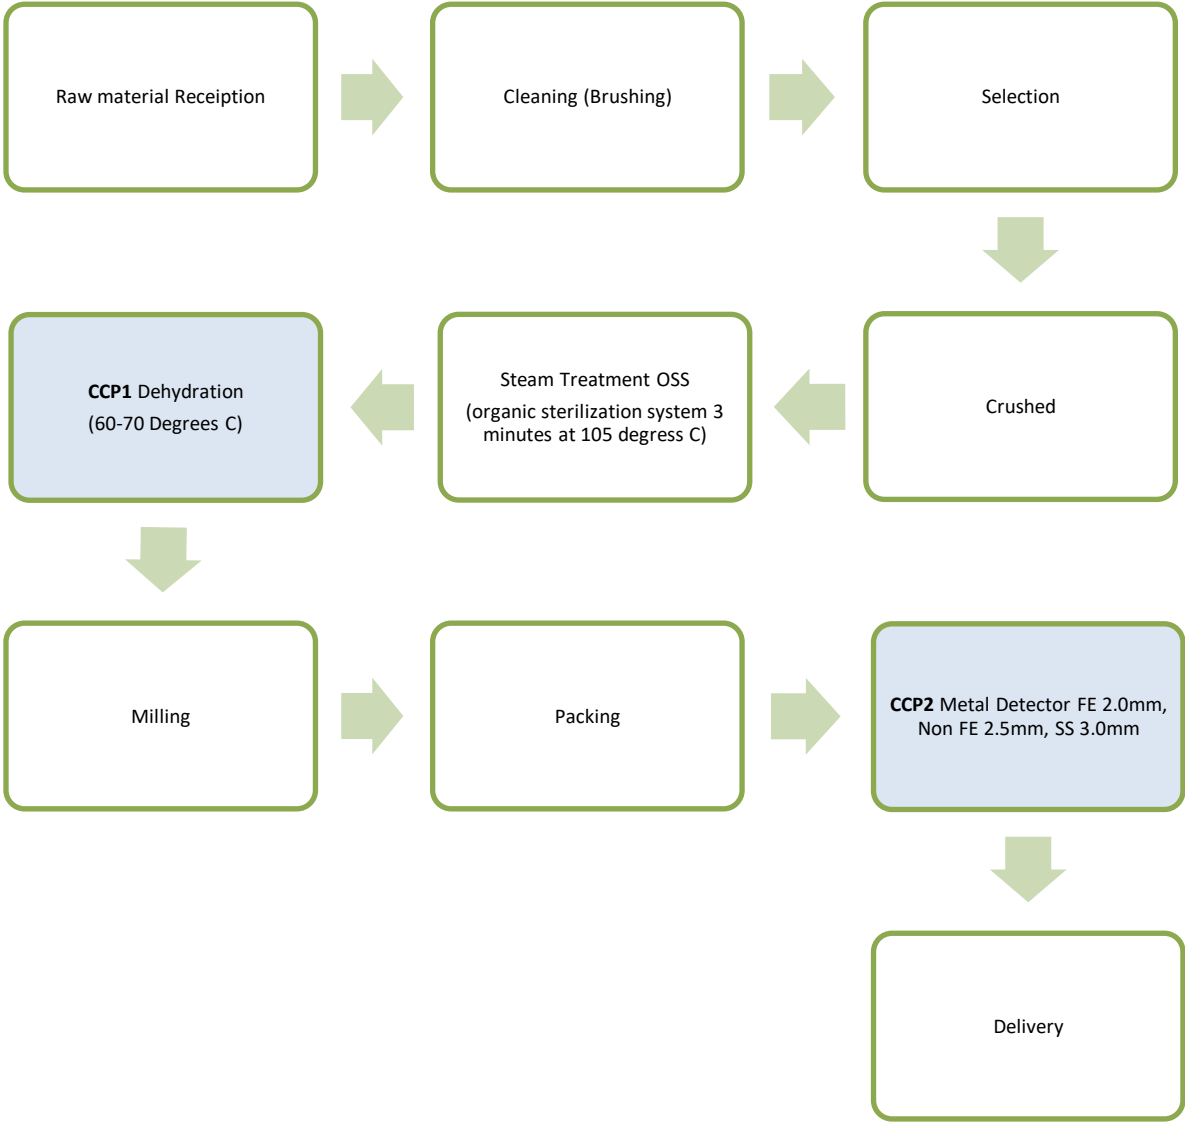 Raw material Receiption
Cleaning (Brushing)
Selection
Crushed
Steam Treatment OSS
(organic sterilization system 3
minutes at 105 degress C)
CCP1 Dehydration
(60-70 Degrees C)
Milling
Packing
CCP2 Metal Detector FE 2.0mm,
Non FE 2.5mm, SS 3.0mm
Delivery